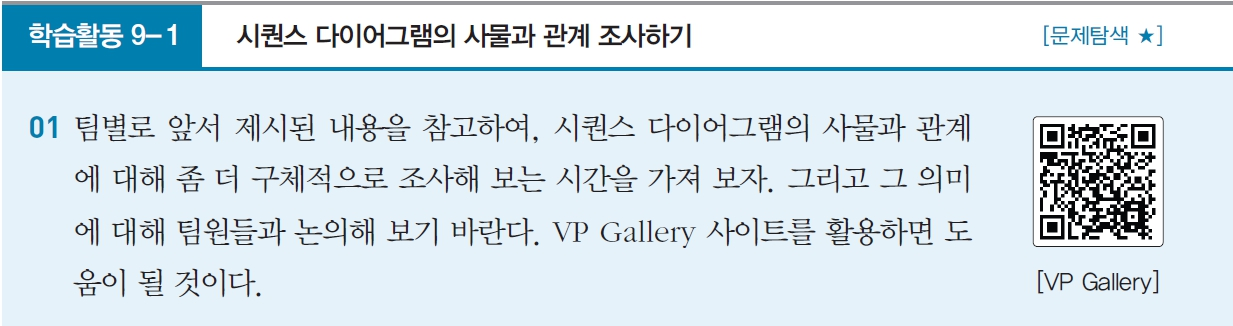 학습활동 9-1 시퀀스 다이어그램의 사물과 관계 조사하기 [문제탐색 ★]
01 팀별로 앞서 제시된 내용을 참고하여, 시퀀스 다이어그램의 사물과 관계
에 대해 좀 더 구체적으로 조사해 보는 시간을 가져 보자. 그리고 그 의미
에 대해 팀원들과 논의해 보기 바란다. VP Gallery 사이트를 활용하면 도
움이 될 것이다.
[VP Gallery]